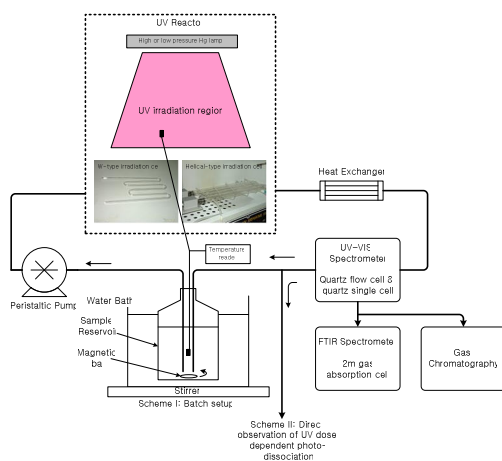 UV Reacto
High or low pressure Hg lamp
UV irradiation region
W-type irradiation ce
Helical-type irradiation cell
Heat Exchanger
Temperature
reade
UV-VIS
Spectrometer
Quartz flow cell &
quartz single cell
Peristaltic Pump
Water Bath
Sample
Reservoir
Magnetic
ba
Stirrer
Scheme I: Batch setup
FTIR Spectromete
2m gas
absorption cell
Gas
Chromatography
Scheme II: Direc
observation of UV dose
dependent photo-
dissociation